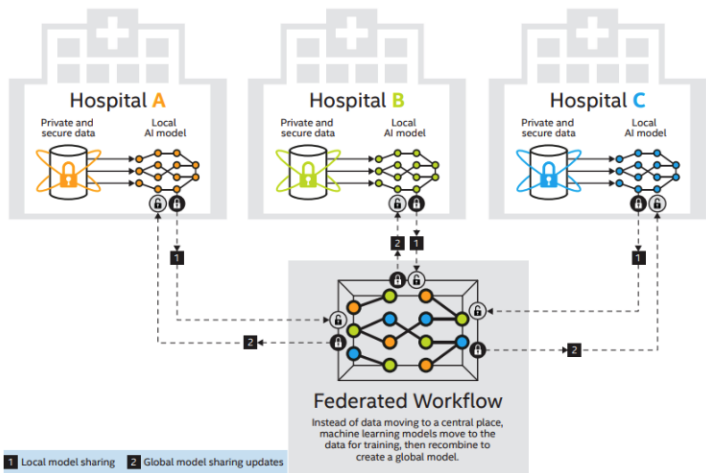 Hospital A
Private and
secure data
Local
AI model
Hospital B
Private and
secure data
Local
AI model
Hospital C
Private and
secure data
Local
AI model
1
2
1
1
2
2
Federated Workflow
Instead of data moving to a central place,
machine learning models move to the
data for training, then recombine to
create a global model.
1 Local model sharing 2 Global model sharing updates